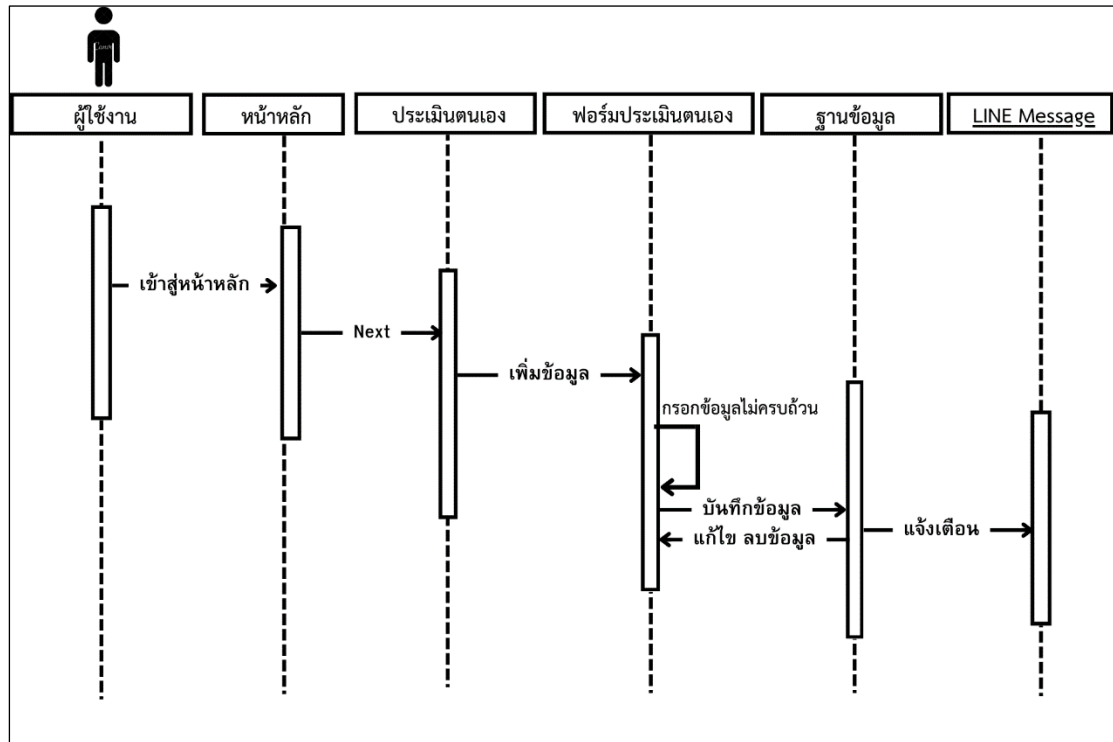 Canva
ผู้ใช้งาน
หน้าหลัก
ประเมินตนเอง
ฟอร์มประเมินตนเอง
ฐานข้อมูล
LINE Message
เข้าสู่หน้าหลัก
Next
เพิ่มข้อมูล
กรอกข้อมูลไม่ครบถ้วน
บันทึกข้อมูล
แก้ไข ลบข้อมูล
แจ้งเตือน